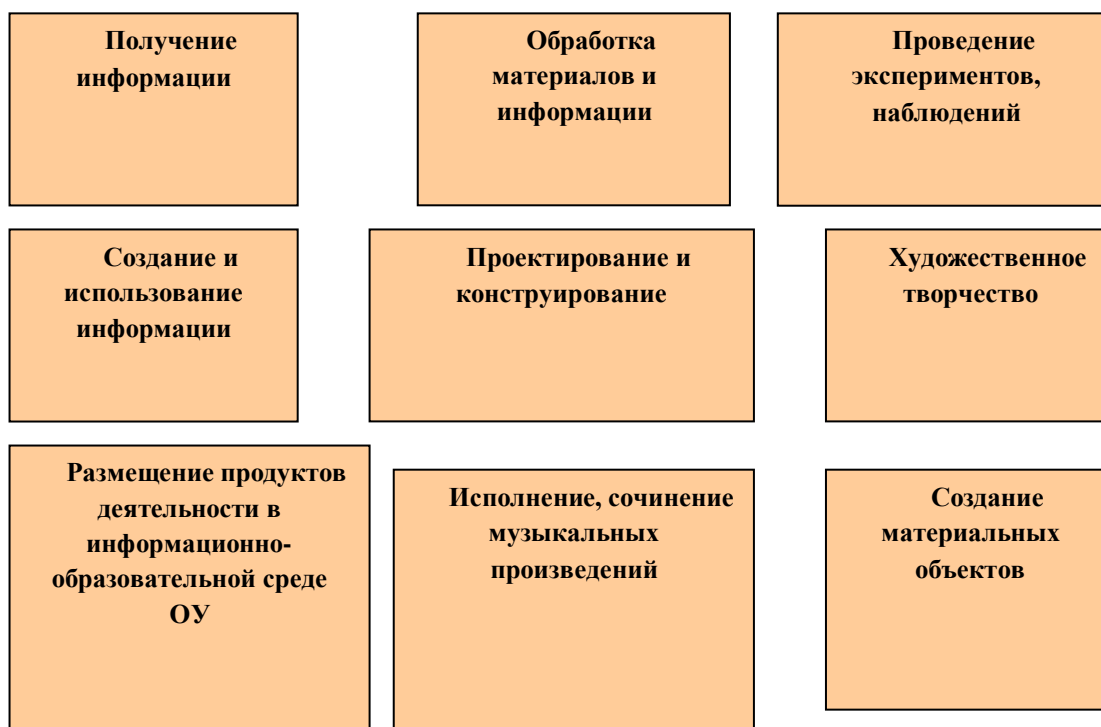 Получение
информации
Обработка
материалов и
информации
Проведение
экспериментов,
наблюдений
Создание и
использование
информации
Проектирование и
конструирование
Художественное
творчество
Размещение продуктов
деятельности в
информационно-
образовательной среде
ОУ
Исполнение, сочинение
музыкальных
произведений
Создание
материальных
объектов